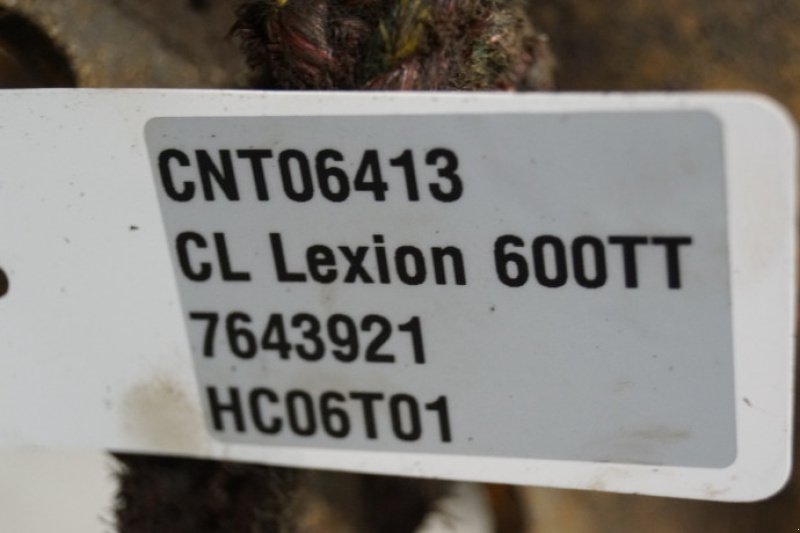 CNT06413
CL Lexion 600TT
7643921
HC06T01